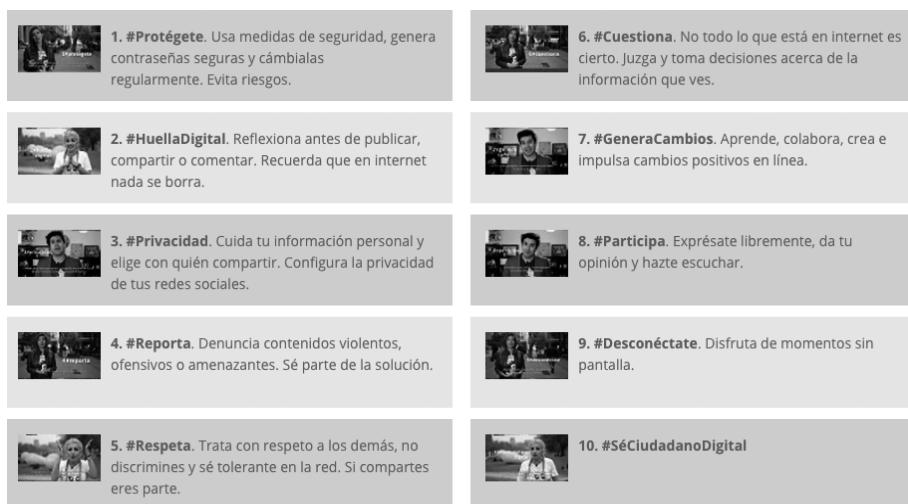 1. #Protégete. Usa medidas de seguridad, genera
contraseñas seguras y cámbialas
regularmente. Evita riesgos.
2. #HuellaDigital. Reflexiona antes de publicar,
compartir o comentar. Recuerda que en internet
nada se borra.
3. #Privacidad. Cuida tu información personal y
elige con quién compartir. Configura la privacidad
de tus redes sociales.
4. #Reporta. Denuncia contenidos violentos,
ofensivos o amenazantes. Sé parte de la solución.
5. #Respeta. Trata con respeto a los demás, no
discrimines y sé tolerante en la red. Si compartes
eres parte.
6. #Cuestiona. No todo lo que está en internet es
cierto. Juzga y toma decisiones acerca de la
información que ves.
7. #GeneraCambios. Aprende, colabora, crea e
impulsa cambios positivos en línea.
8. #Participa. Exprésate libremente, da tu
opinión y hazte escuchar.
9. #Desconéctate. Disfruta de momentos sin
pantalla.
10. #SéCiudadanoDigital